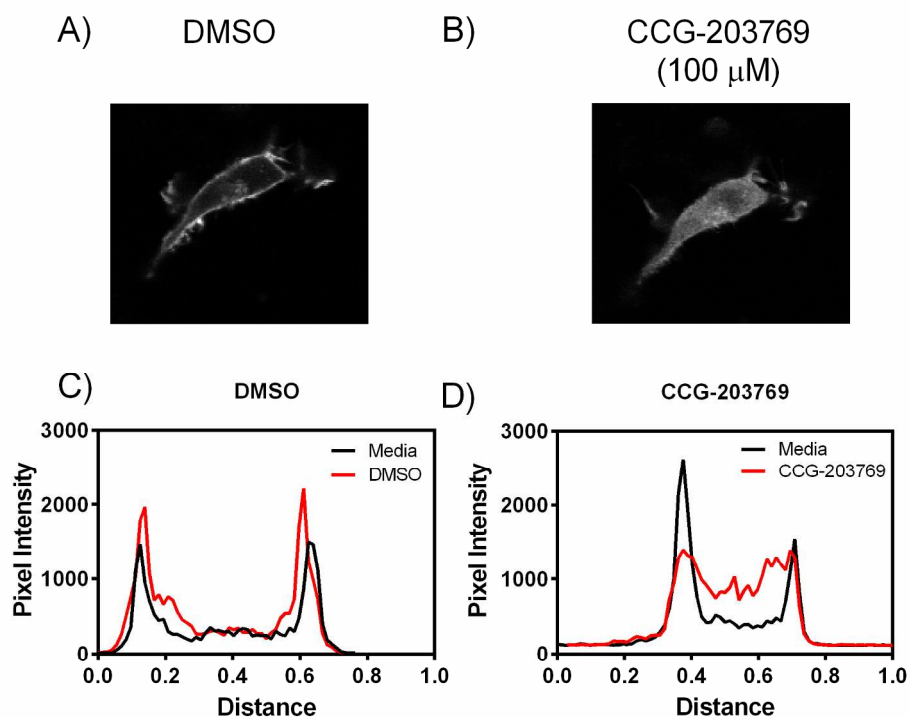 A)
DMSO
B)
CCG-203769
(100 μM)
C)
DMSO
3000
2000
1000
0
Pixel Intensity
Media
DMSO
0.0 0.2 0.4 0.6 0.8 1.0
Distance
D)
CCG-203769
3000
2000
1000
0
Pixel Intensity
Media
CCG-203769
0.0 0.2 0.4 0.6 0.8 1.0
Distance